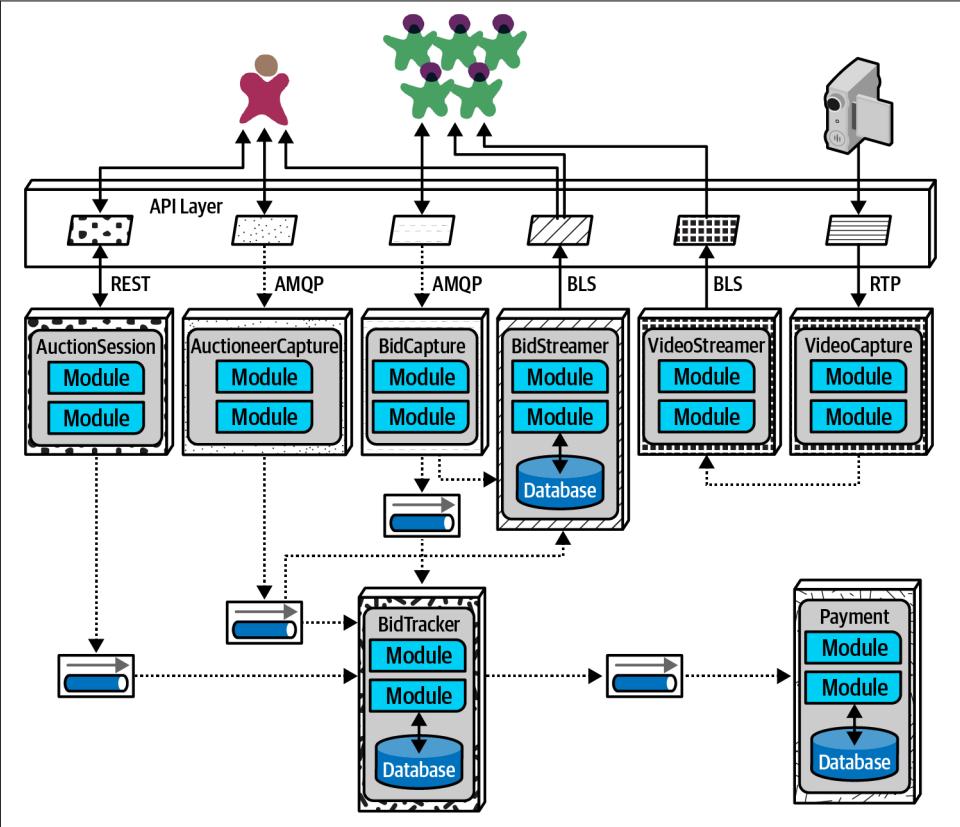 API Layer
REST
AMQP
AMQP
BLS
BLS
RTP
AuctionSession
Module
Module
AuctioneerCapture
Module
Module
BidCapture
Module
Module
BidStreamer
Module
Module
Database
VideoStreamer
Module
Module
VideoCapture
Module
Module
BidTracker
Module
Module
Database
Payment
Module
Module
Database